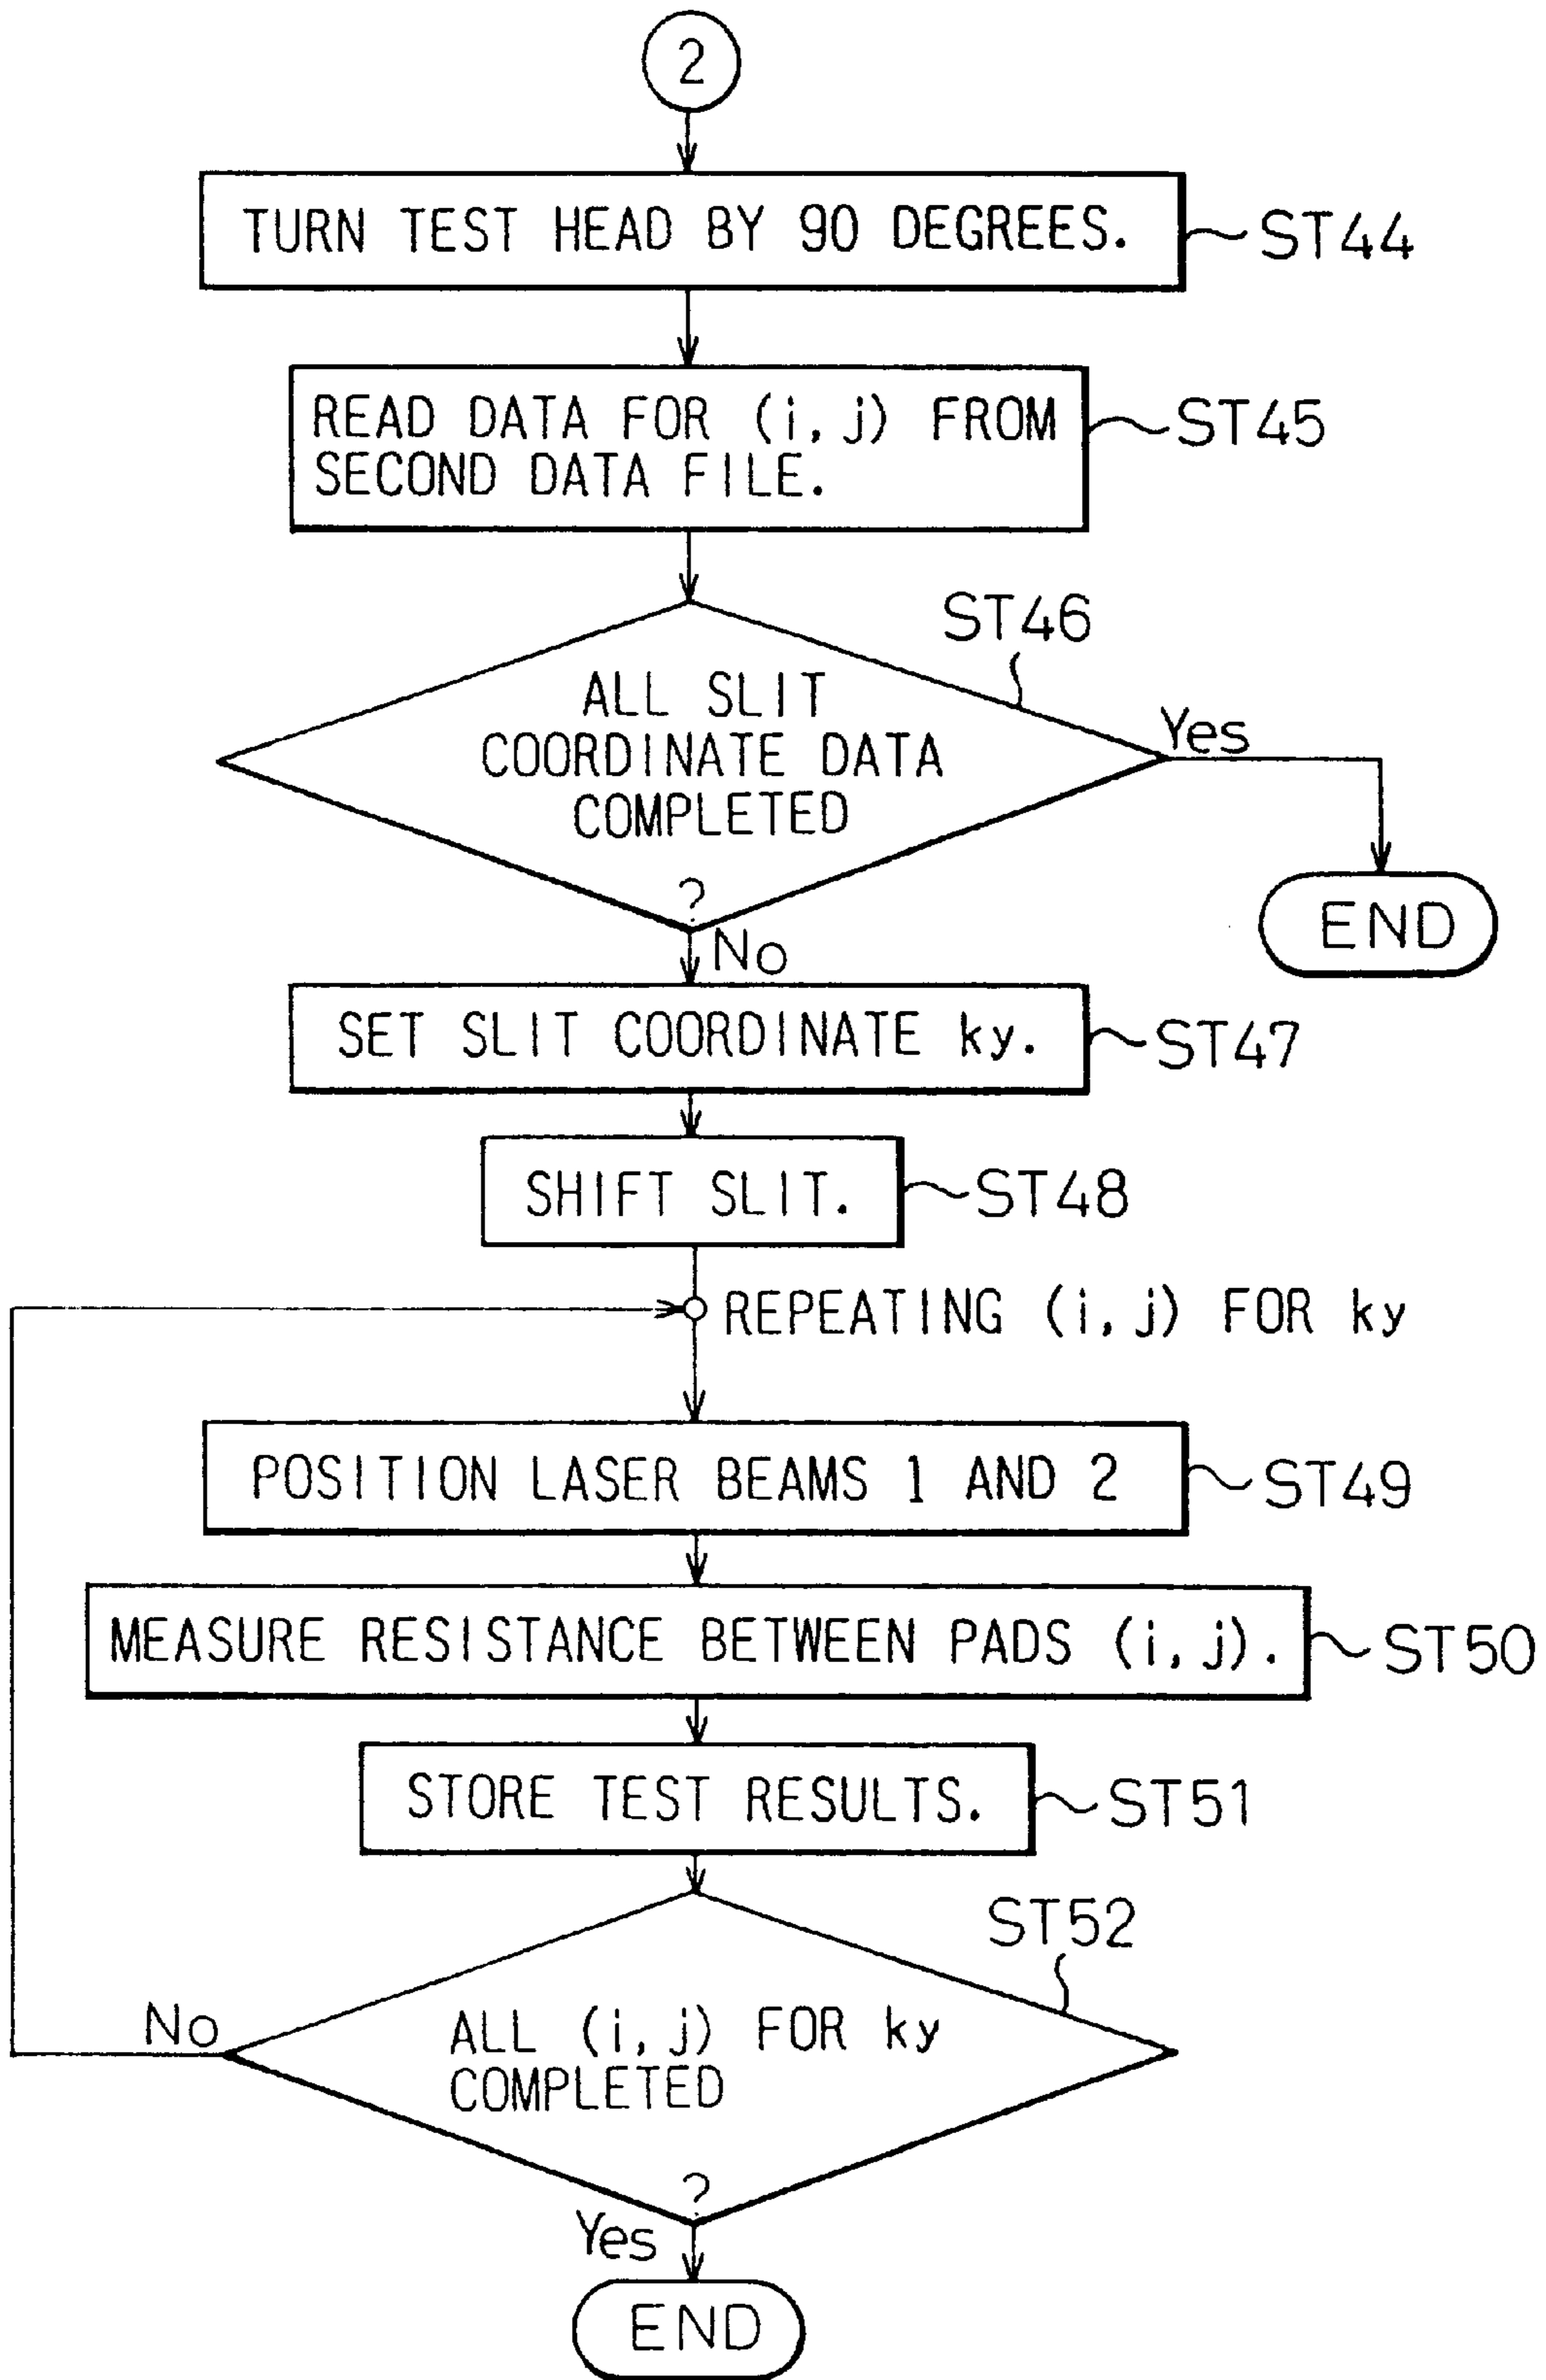 2
TURN TEST HEAD BY 90 DEGREES.
ST44
READ DATA FOR (i, j) FROM
SECOND DATA FILE.
ST45
ST46
ALL SLIT
COORDINATE DATA
COMPLETED
?
Yes
END
No
SET SLIT COORDINATE ky.
ST47
SHIFT SLIT.
ST48
REPEATING (i, j) FOR ky
POSITION LASER BEAMS 1 AND 2
ST49
MEASURE RESISTANCE BETWEEN PADS (i, j).
ST50
STORE TEST RESULTS.
ST51
ST52
No
ALL (i, j) FOR ky
COMPLETED
?
Yes
END